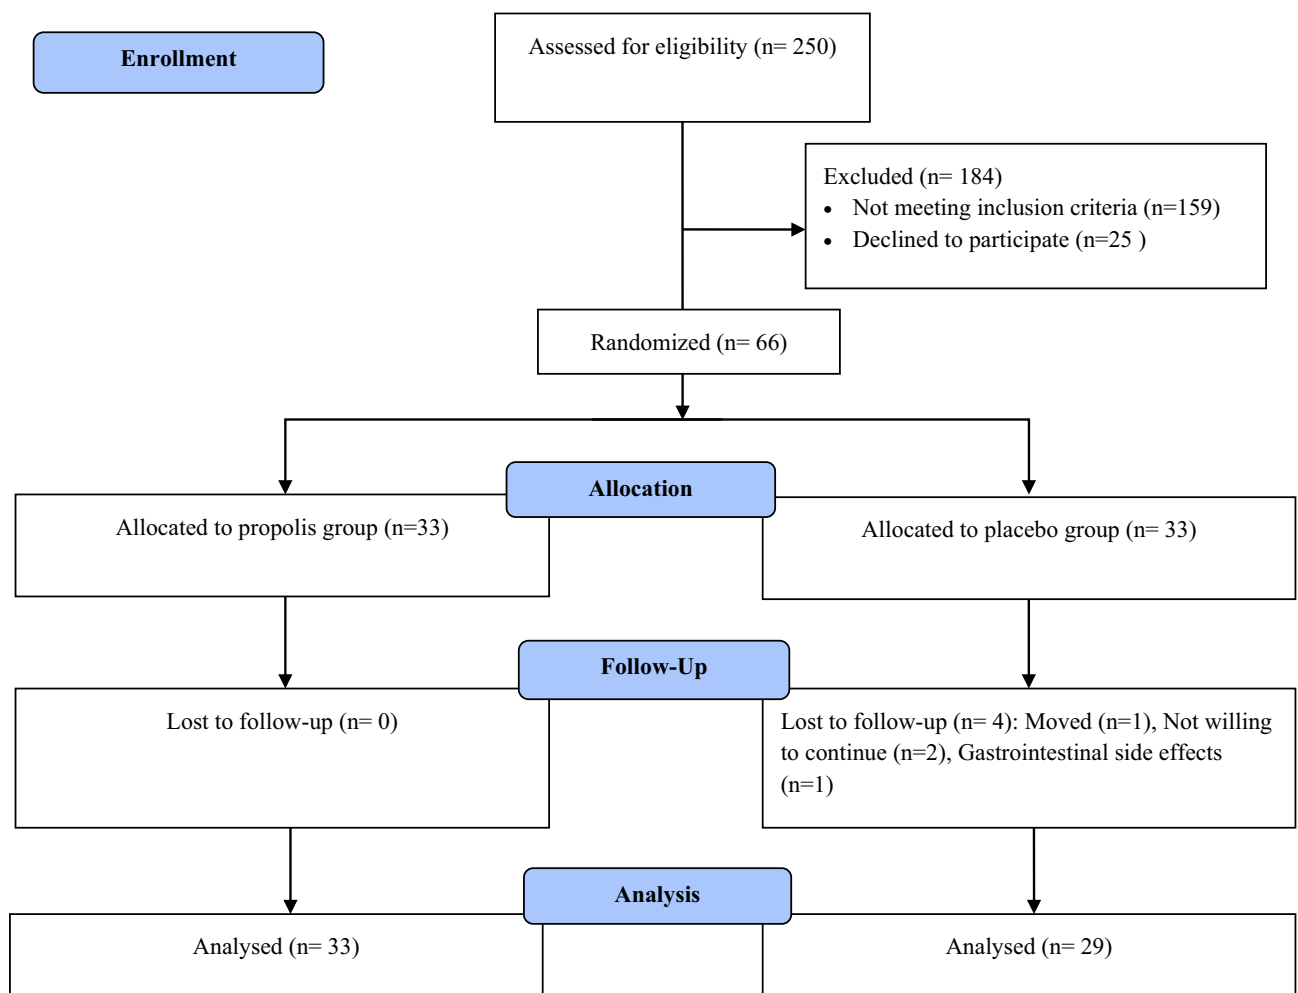 Enrollment
Assessed for eligibility (n= 250)
Excluded (n= 184)
• Not meeting inclusion criteria (n=159)
• Declined to participate (n=25 )
Randomized (n= 66)
Allocation
Allocated to propolis group (n=33)
Allocated to placebo group (n= 33)
Follow-Up
Lost to follow-up (n= 0)
Lost to follow-up (n= 4): Moved (n=1), Not willing
to continue (n=2), Gastrointestinal side effects
(n=1)
Analysis
Analysed (n= 33)
Analysed (n= 29)